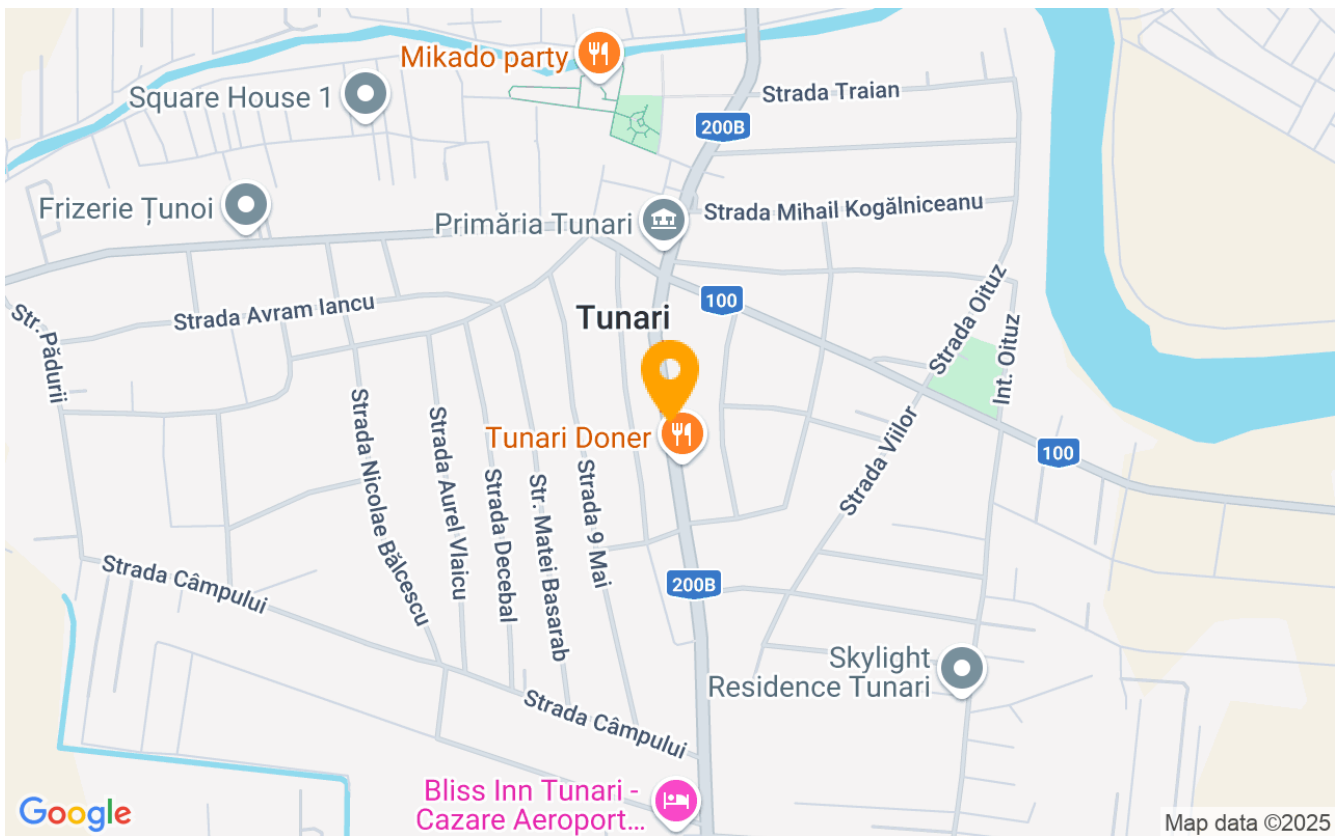 Mikado party
Square House 1
Strada Traian
200B
Frizerie Țunoi
Strada Mihail Kogălniceanu
Primăria Tunari
Strada Avram Iancu
100
Tunari
Strada Oituz
Int. Oituz
Str. Pădurii
Tunari Doner
Strada Viilor
100
Strada Nicolae Bălcescu
Strada Aurel Vlaicu
Strada Decebal
Str. Matei Basarab
Strada 9 Mai
Strada Câmpului
200B
Skylight
Residence Tunari
Strada Câmpului
Bliss Inn Tunari -
Cazare Aeroport...
Google
Map data ©2025